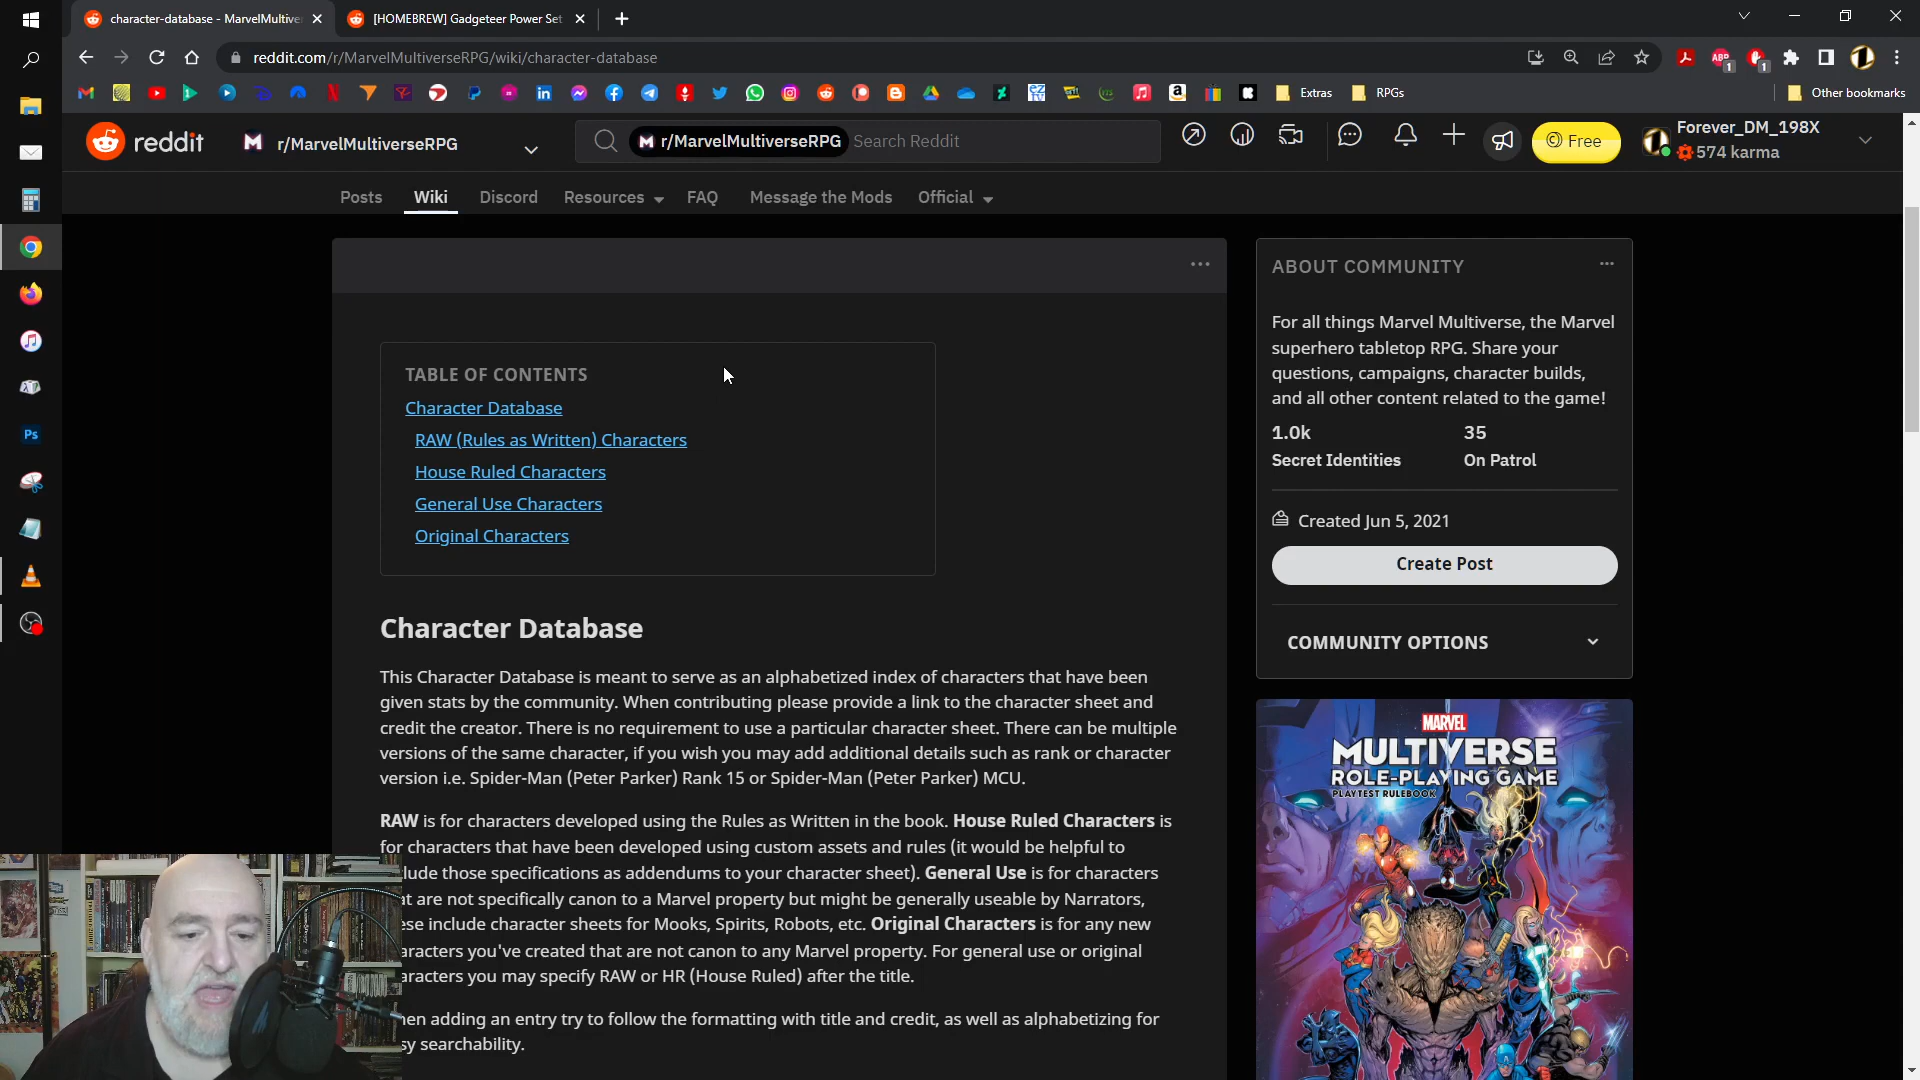 character-database - MarvelMultive
[HOMEBREW] Gadgeteer Power Set
reddit.com/r/MarvelMultiverseRPG/wiki/character-database
Extras
RPGs
Other bookmarks
reddit
r/MarvelMultiverseRPG
r/MarvelMultiverseRPG
Search Reddit
Free
Forever_DM_198X
574 karma
Posts
Wiki
Discord
Resources
FAQ
Message the Mods
Official
TABLE OF CONTENTS
Character Database
RAW (Rules as Written) Characters
House Ruled Characters
General Use Characters
Original Characters
Character Database
This Character Database is meant to serve as an alphabetized index of characters that have been
given stats by the community. When contributing please provide a link to the character sheet and
credit the creator. There is no requirement to use a particular character sheet. There can be multiple
versions of the same character, if you wish you may add additional details such as rank or character
version i.e. Spider-Man (Peter Parker) Rank 15 or Spider-Man (Peter Parker) MCU.
RAW is for characters developed using the Rules as Written in the book. House Ruled Characters is
for characters that have been developed using custom assets and rules (it would be helpful to
lude those specifications as addendums to your character sheet). General Use is for characters
at are not specifically canon to a Marvel property but might be generally useable by Narrators,
ese include character sheets for Mooks, Spirits, Robots, etc. Original Characters is for any new
aracters you've created that are not canon to any Marvel property. For general use or original
aracters you may specify RAW or HR (House Ruled) after the title.
hen adding an entry try to follow the formatting with title and credit, as well as alphabetizing for
sy searchability.
ABOUT COMMUNITY
For all things Marvel Multiverse, the Marvel
superhero tabletop RPG. Share your
questions, campaigns, character builds,
and all other content related to the game!
1.0k
35
Secret Identities
On Patrol
Created Jun 5, 2021
Create Post
COMMUNITY OPTIONS
MARVEL
MULTIVERSE
ROLE-PLAYING GAME
PLAYTEST RULEBOOK
ABP
1
1
Ps